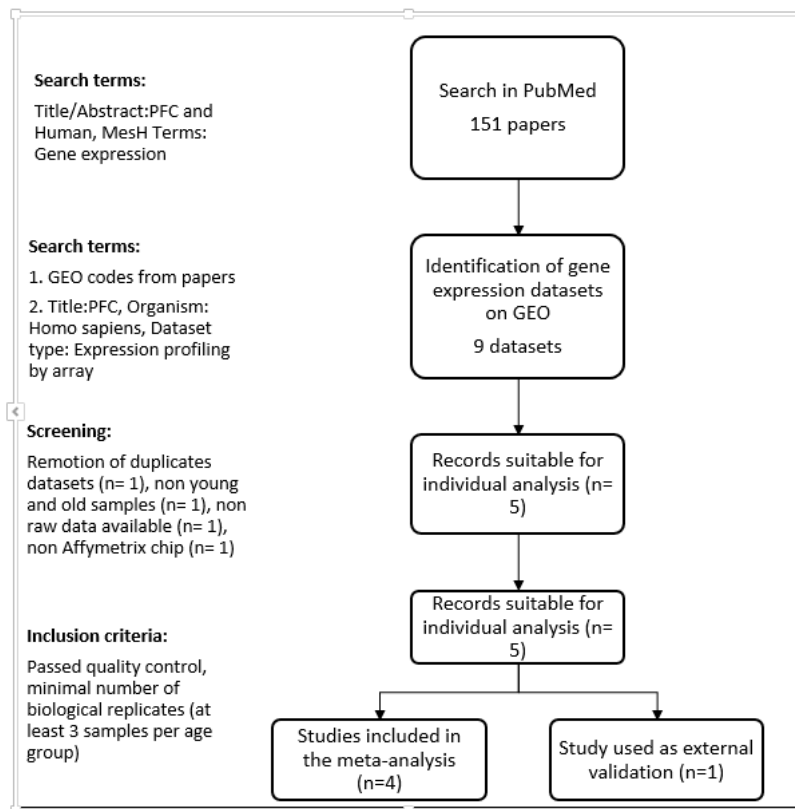 Search terms:
Title/Abstract:PFC and
Human, MesH Terms:
Gene expression
Search in PubMed
151 papers
Search terms:
1. GEO codes from papers
2. Title:PFC, Organism:
Homo sapiens, Dataset
type: Expression profiling
by array
Identification of gene
expression datasets
on GEO
9 datasets
Screening:
Remotion of duplicates
datasets (n= 1), non young
and old samples (n= 1), non
raw data available (n= 1),
non Affymetrix chip (n= 1)
Records suitable for
individual analysis (n=
5)
Inclusion criteria:
Passed quality control,
minimal number of
biological replicates (at
least 3 samples per age
group)
Records suitable for
individual analysis (n=
5)
Studies included in
the meta-analysis
(n=4)
Study used as external
validation (n=1)